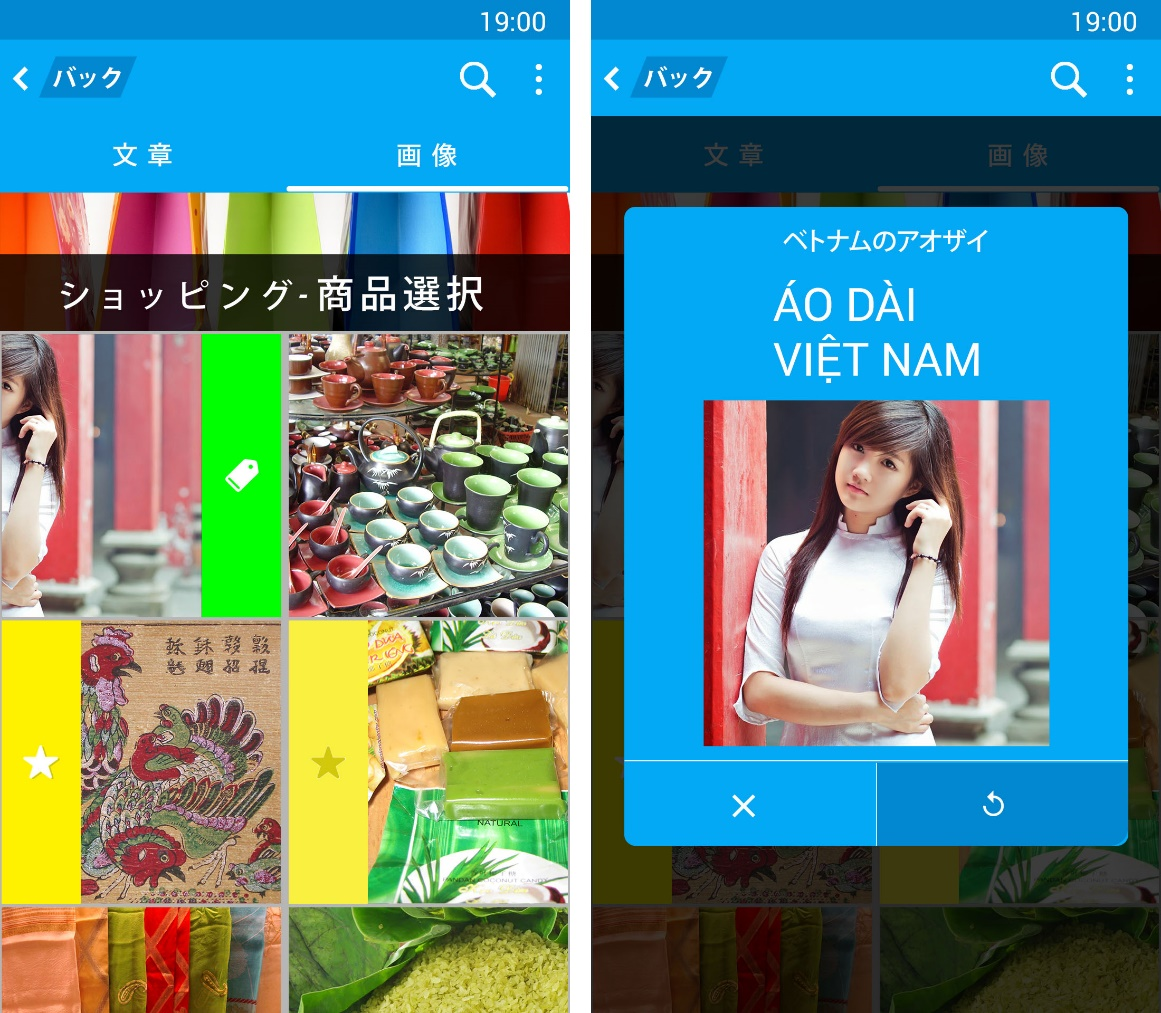 19:00
バック
文章
画像
ショッピング-商品選択
NATURAL
19:00
バック
文章
画像
ベトナムのアオザイ
ÁO DÀI
VIỆT NAM